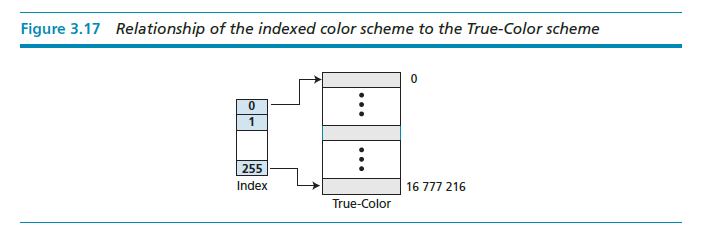 Figure 3.17 Relationship of the indexed color scheme to the True-Color scheme
0
0
1
255
Index
16 777 216
True-Color